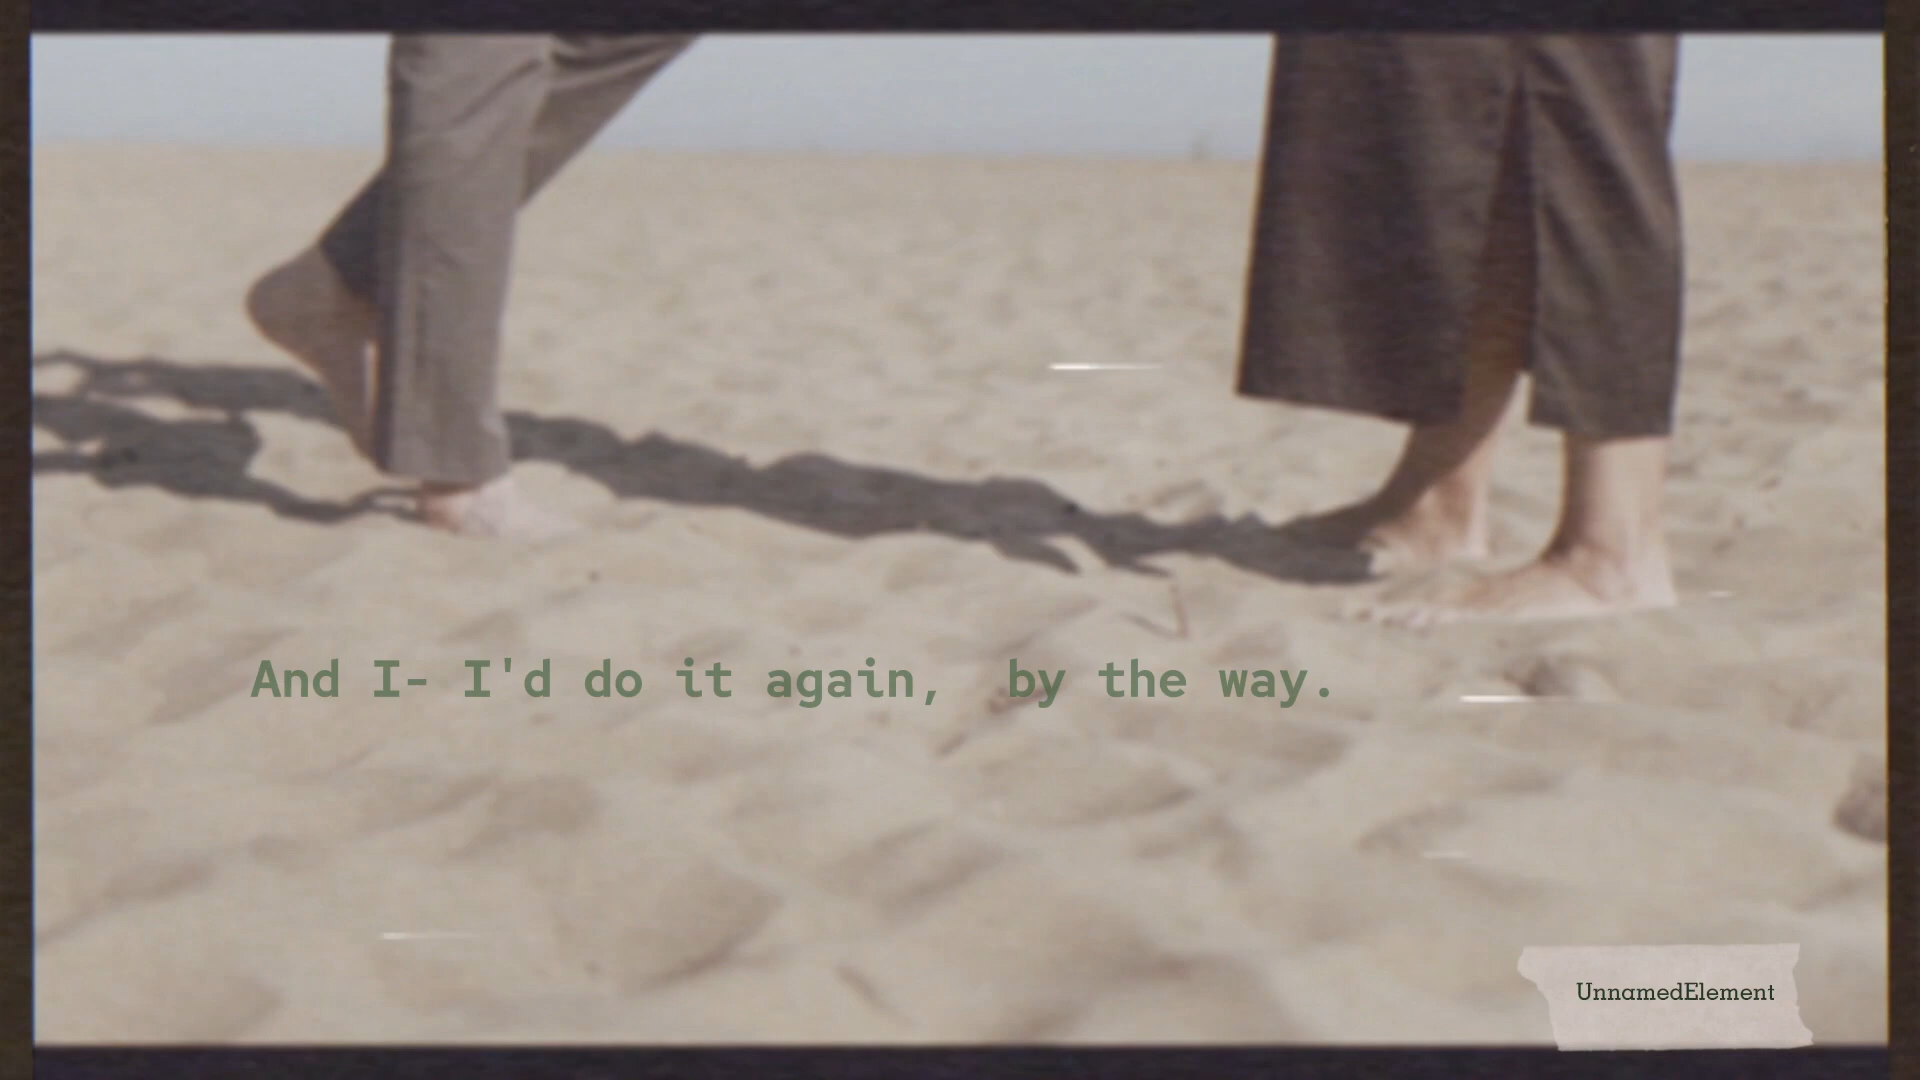 And I- I'd do it again,  by the way.
UnnamedElement